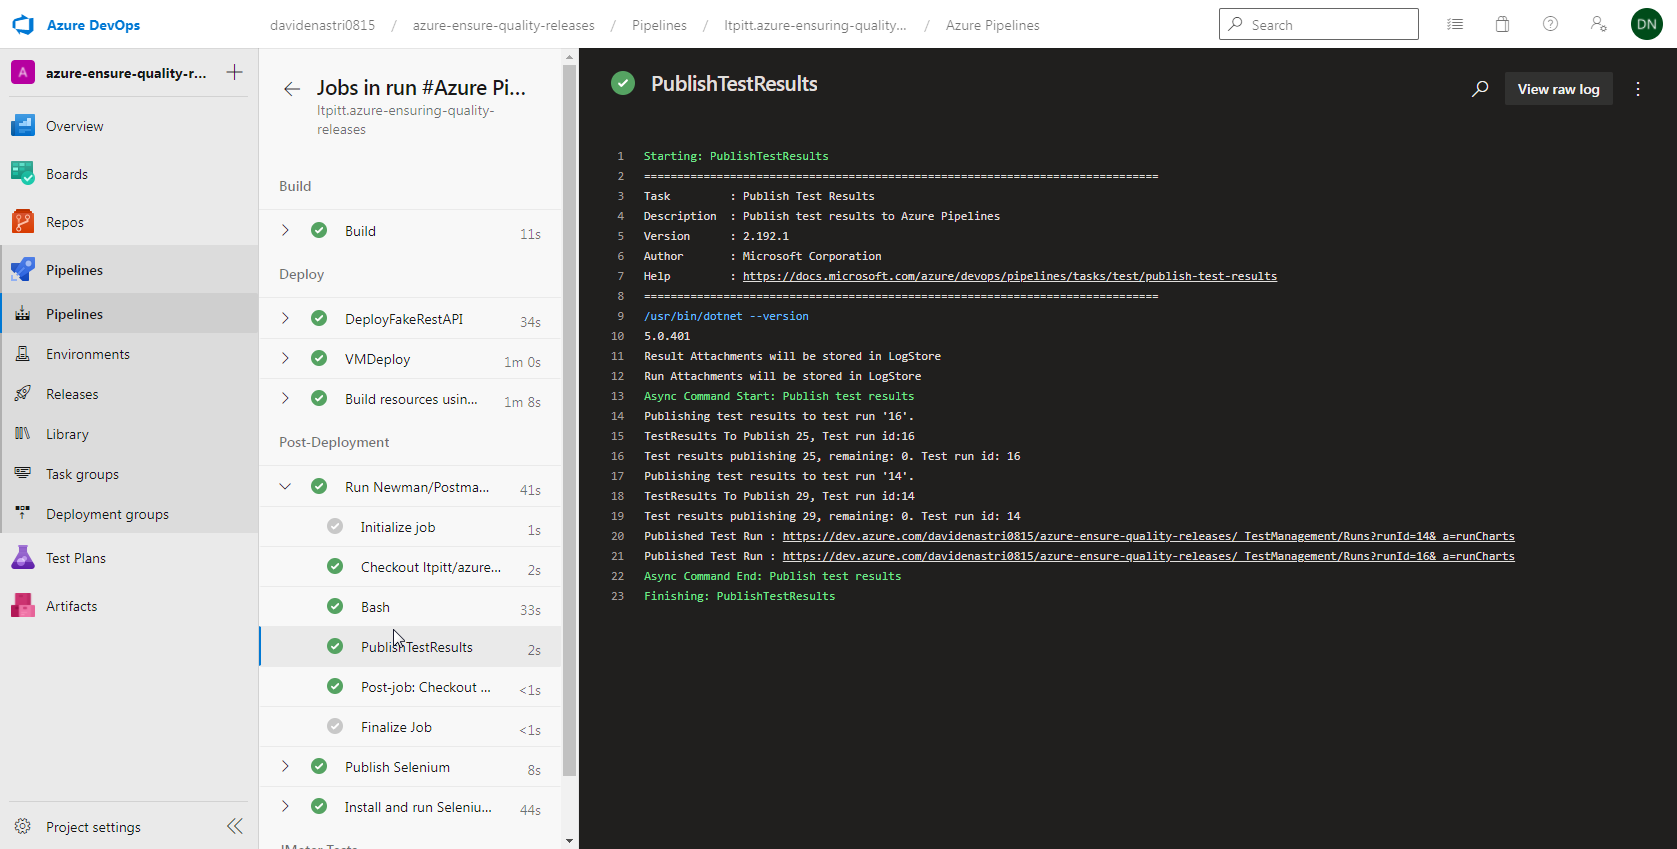 Azure DevOps
davidenastri0815 / azure-ensure-quality-releases / Pipelines / ltpitt.azure-ensuring-quality... / Azure Pipelines
Search
DN
A azure-ensure-quality-r...
Overview
Boards
Repos
Pipelines
Pipelines
Environments
Releases
Library
Task groups
Deployment groups
Test Plans
Artifacts
Project settings
Jobs in run #Azure Pi...
ltpitt.azure-ensuring-quality-
releases
Build
Build 11s
Deploy
DeployFakeRestAPI 34s
VMDeploy 1m 0s
Build resources usin... 1m 8s
Post-Deployment
Run Newman/Postma... 41s
Initialize job 1s
Checkout ltpitt/azure... 2s
Bash 33s
PublishTestResults 2s
Post-job: Checkout ... <1s
Finalize Job <1s
Publish Selenium 8s
Install and run Seleniu... 44s
JMeter Tests
PublishTestResults
View raw log
1 Starting: PublishTestResults
2 ==============================================================================
3 Task : Publish Test Results
4 Description : Publish test results to Azure Pipelines
5 Version : 2.192.1
6 Author : Microsoft Corporation
7 Help : https://docs.microsoft.com/azure/devops/pipelines/tasks/test/publish-test-results
8 ==============================================================================
9 /usr/bin/dotnet --version
10 5.0.401
11 Result Attachments will be stored in LogStore
12 Run Attachments will be stored in LogStore
13 Async Command Start: Publish test results
14 Publishing test results to test run '16'.
15 TestResults To Publish 25, Test run id:16
16 Test results publishing 25, remaining: 0. Test run id: 16
17 Publishing test results to test run '14'.
18 TestResults To Publish 29, Test run id:14
19 Test results publishing 29, remaining: 0. Test run id: 14
20 Published Test Run : https://dev.azure.com/davidenastri0815/azure-ensure-quality-releases/_TestManagement/Runs?runId=14&_a=runCharts
21 Published Test Run : https://dev.azure.com/davidenastri0815/azure-ensure-quality-releases/_TestManagement/Runs?runId=16&_a=runCharts
22 Async Command End: Publish test results
23 Finishing: PublishTestResults